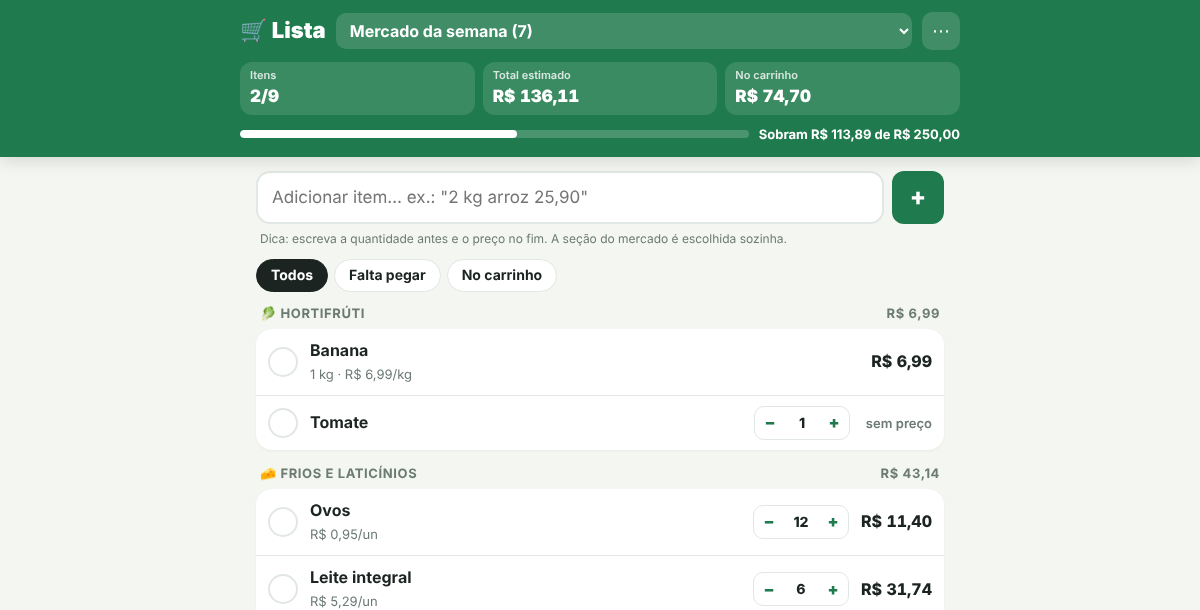 🛒 Lista
Mercado da semana (7)
⋯
Itens
2/9
Total estimado
R$ 136,11
No carrinho
R$ 74,70
Sobram R$ 113,89 de R$ 250,00
Adicionar item... ex.: "2 kg arroz 25,90"
+
Dica: escreva a quantidade antes e o preço no fim. A seção do mercado é escolhida sozinha.
Todos
Falta pegar
No carrinho
🥬 HORTIFRÚTI
R$ 6,99
Banana
1 kg · R$ 6,99/kg
R$ 6,99
Tomate
− 1 +
sem preço
🧀 FRIOS E LATICÍNIOS
R$ 43,14
Ovos
R$ 0,95/un
− 12 +
R$ 11,40
Leite integral
R$ 5,29/un
− 6 +
R$ 31,74